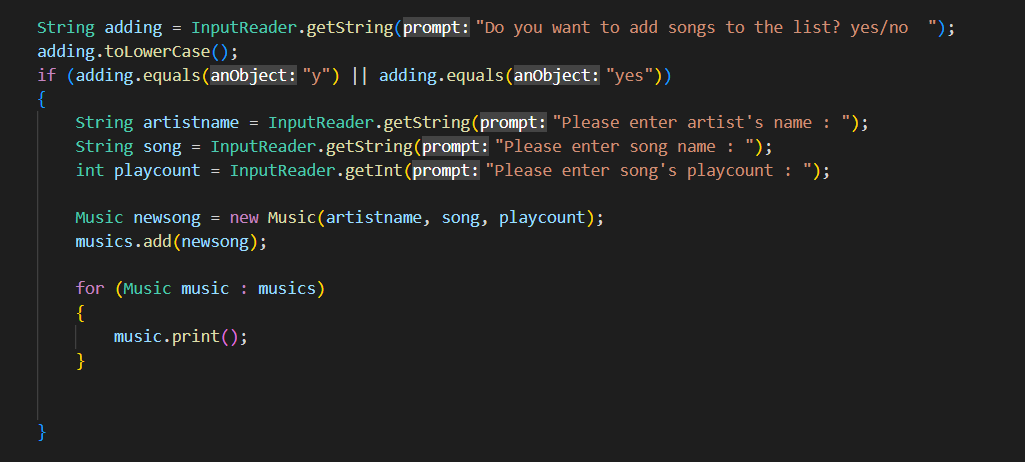 String adding = InputReader.getString(prompt: "Do you want to add songs to the list? yes/no  ");
adding.toLowerCase();
if (adding.equals(anObject: "y") || adding.equals(anObject: "yes"))
{
String artistname = InputReader.getString(prompt: "Please enter artist's name : ");
String song = InputReader.getString(prompt: "Please enter song name : ");
int playcount = InputReader.getInt(prompt: "Please enter song's playcount : ");
Music newsong = new Music(artistname, song, playcount);
musics.add(newsong);
for (Music music : musics)
{
music.print();
}
}